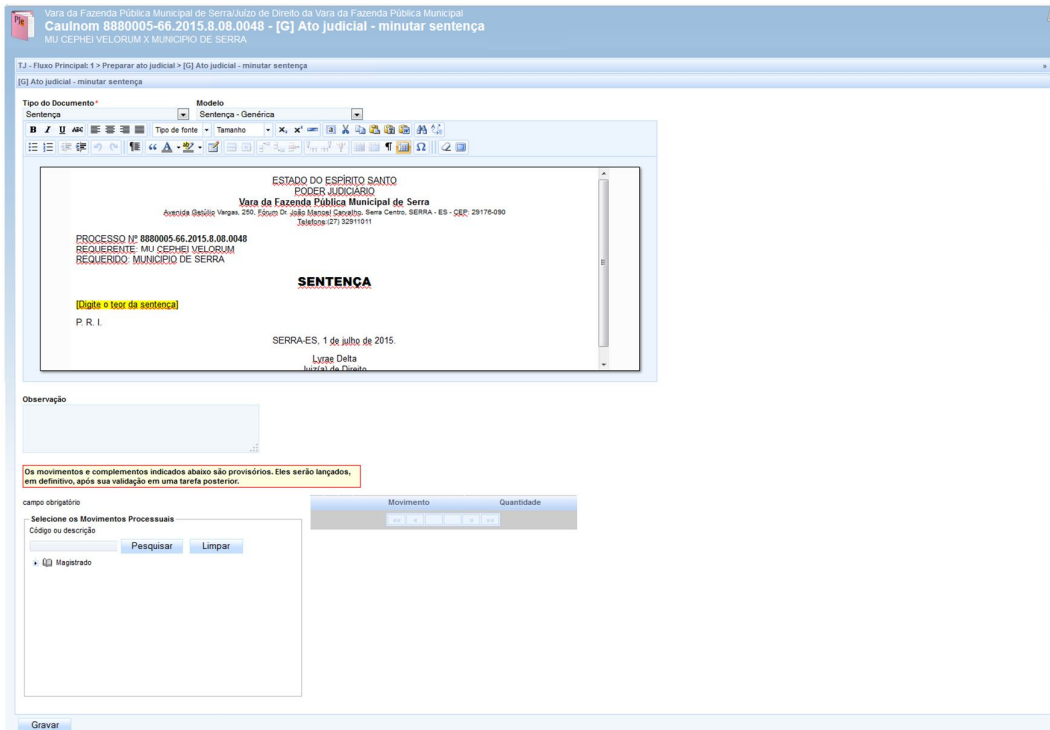 PJe
Vara da Fazenda Pública Municipal de Serra/Juízo de Direito da Vara da Fazenda Pública Municipal
CauInom 8880005-66.2015.8.08.0048 - [G] Ato judicial - minutar sentença
MU CEPHEI VELORUM X MUNICIPIO DE SERRA
TJ - Fluxo Principal: 1 > Preparar ato judicial > [G] Ato judicial - minutar sentença »
[G] Ato judicial - minutar sentença
Tipo do Documento* Modelo
Sentença Sentença - Genérica
B I U ABC Tipo de fonte Tamanho
ESTADO DO ESPÍRITO SANTO
PODER JUDICIÁRIO
Vara da Fazenda Pública Municipal de Serra
Avenida Getúlio Vargas, 250, Fórum Dr. João Manoel Carvalho, Serra Centro, SERRA - ES - CEP: 29176-090
Telefone:(27) 32911011
PROCESSO Nº 8880005-66.2015.8.08.0048
REQUERENTE: MU CEPHEI VELORUM
REQUERIDO: MUNICIPIO DE SERRA
SENTENÇA
[Digite o teor da sentença]
P. R. I.
SERRA-ES, 1 de julho de 2015.
Lyrae Delta
Juiz(a) de Direito
Observação
Os movimentos e complementos indicados abaixo são provisórios. Eles serão lançados,
em definitivo, após sua validação em uma tarefa posterior.
campo obrigatório
Movimento Quantidade
Selecione os Movimentos Processuais
Código ou descrição
Pesquisar Limpar
Magistrado
Gravar